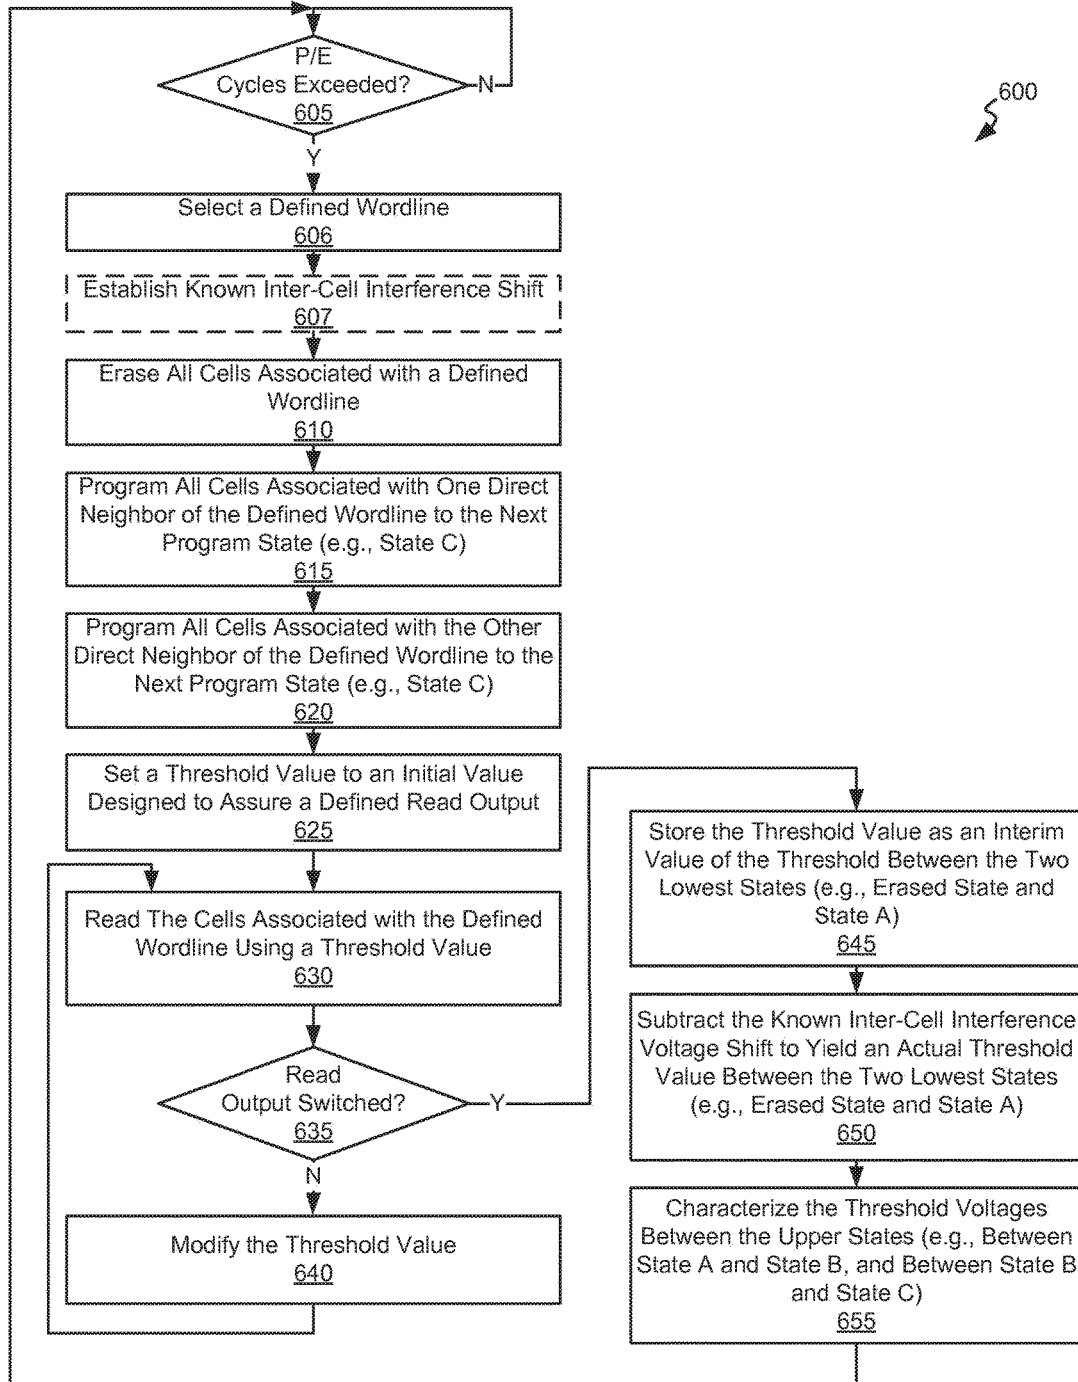 P/E
Cycles Exceeded?
605
N
600
Y
Select a Defined Wordline
606
Establish Known Inter-Cell Interference Shift
607
Erase All Cells Associated with a Defined
Wordline
610
Program All Cells Associated with One Direct
Neighbor of the Defined Wordline to the Next
Program State (e.g., State C)
615
Program All Cells Associated with the Other
Direct Neighbor of the Defined Wordline to the
Next Program State (e.g., State C)
620
Set a Threshold Value to an Initial Value
Designed to Assure a Defined Read Output
625
Read The Cells Associated with the Defined
Wordline Using a Threshold Value
630
Read
Output Switched?
635
Y
N
Modify the Threshold Value
640
Store the Threshold Value as an Interim
Value of the Threshold Between the Two
Lowest States (e.g., Erased State and
State A)
645
Subtract the Known Inter-Cell Interference
Voltage Shift to Yield an Actual Threshold
Value Between the Two Lowest States
(e.g., Erased State and State A)
650
Characterize the Threshold Voltages
Between the Upper States (e.g., Between
State A and State B, and Between State B
and State C)
655